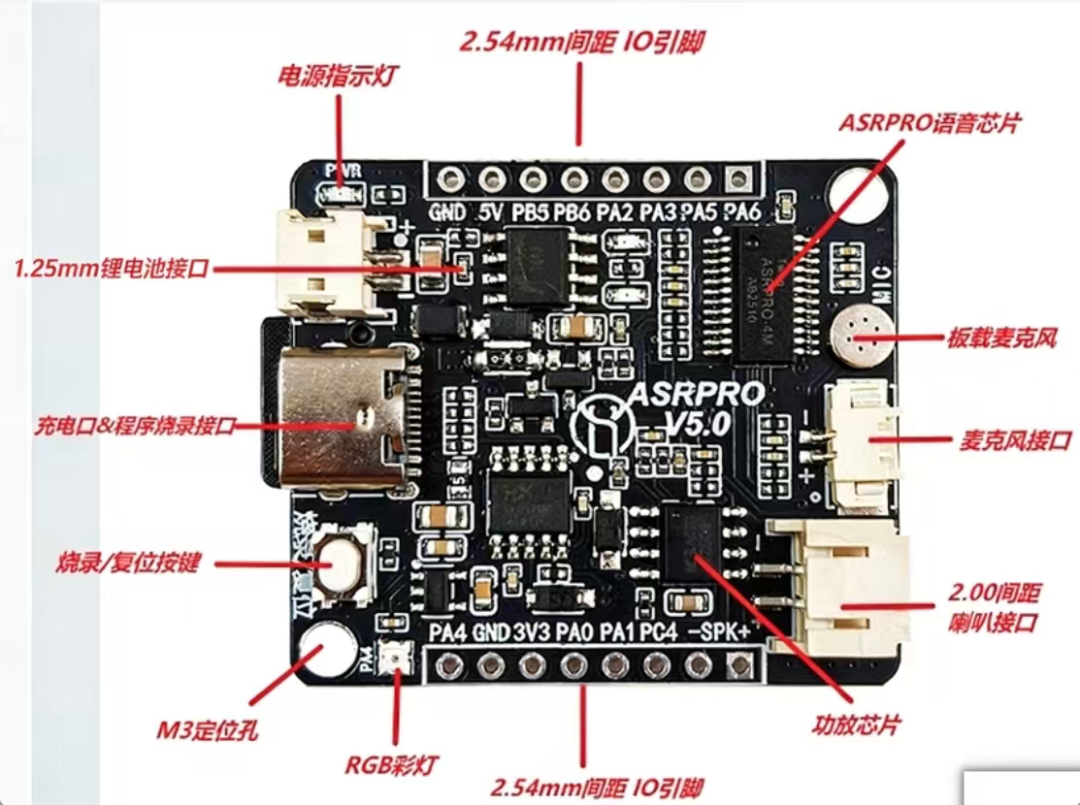 2.54mm间距 IO引脚
电源指示灯
ASRPRO语音芯片
PWR
GND 5V PB5 PB6 PA2 PA3 PA5 PA6
+
1.25mm锂电池接口
ASRPRO-4M
AB2510
MIC
板载麦克风
ASRPRO
V5.0
充电口&程序烧录接口
麦克风接口
-
+
烧录/复位按键
2.00间距
喇叭接口
PA4 GND 3V3 PA0 PA1 PC4 -SPK+
PA4
M3定位孔
功放芯片
RGB彩灯
2.54mm间距 IO引脚